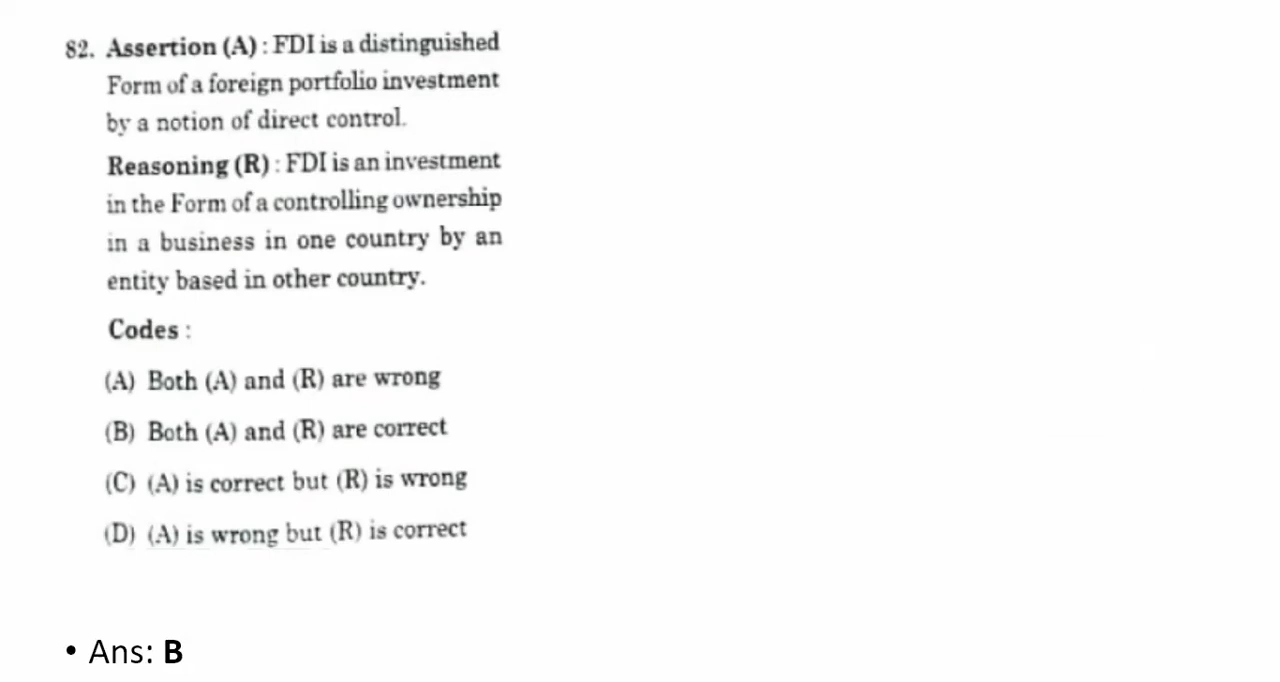 82. Assertion (A) : FDI is a distinguished
Form of a foreign portfolio investment
by a notion of direct control.
Reasoning (R) : FDI is an investment
in the Form of a controlling ownership
in a business in one country by an
entity based in other country.
Codes :
(A) Both (A) and (R) are wrong
(B) Both (A) and (R) are correct
(C) (A) is correct but (R) is wrong
(D) (A) is wrong but (R) is correct
• Ans: B